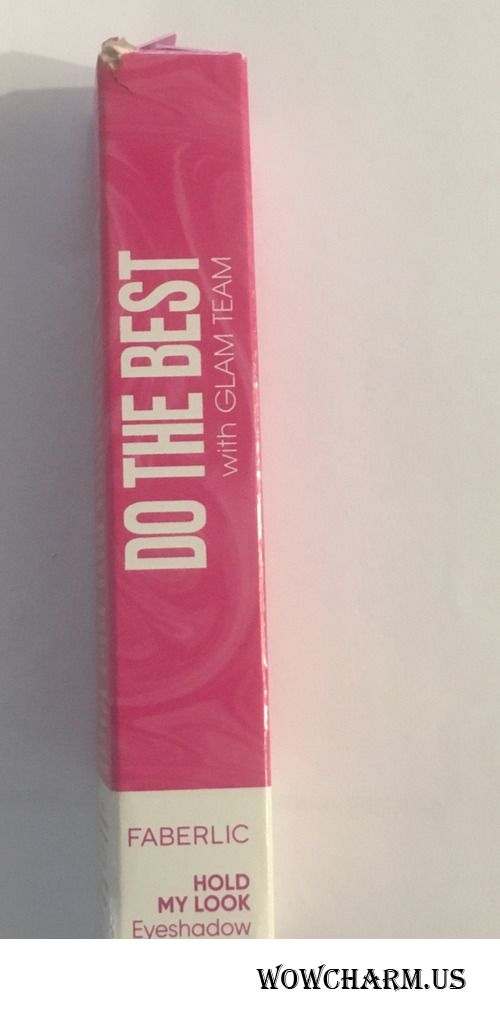 DO THE BEST
with GLAM TEAM
FABERLIC
HOLD
MY LOOK
Eyeshadow
WOWCHARM.US